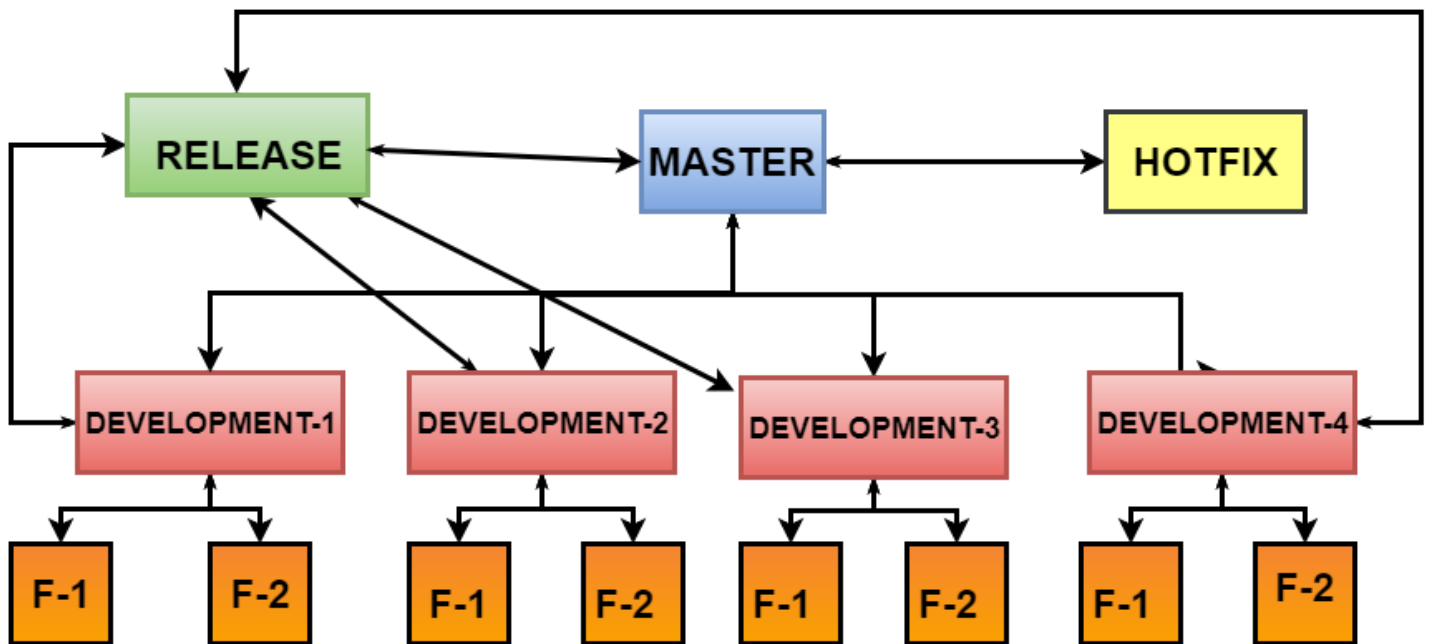 RELEASE
MASTER
HOTFIX
DEVELOPMENT-1
DEVELOPMENT-2
DEVELOPMENT-3
DEVELOPMENT-4
F-1
F-2
F-1
F-2
F-1
F-2
F-1
F-2